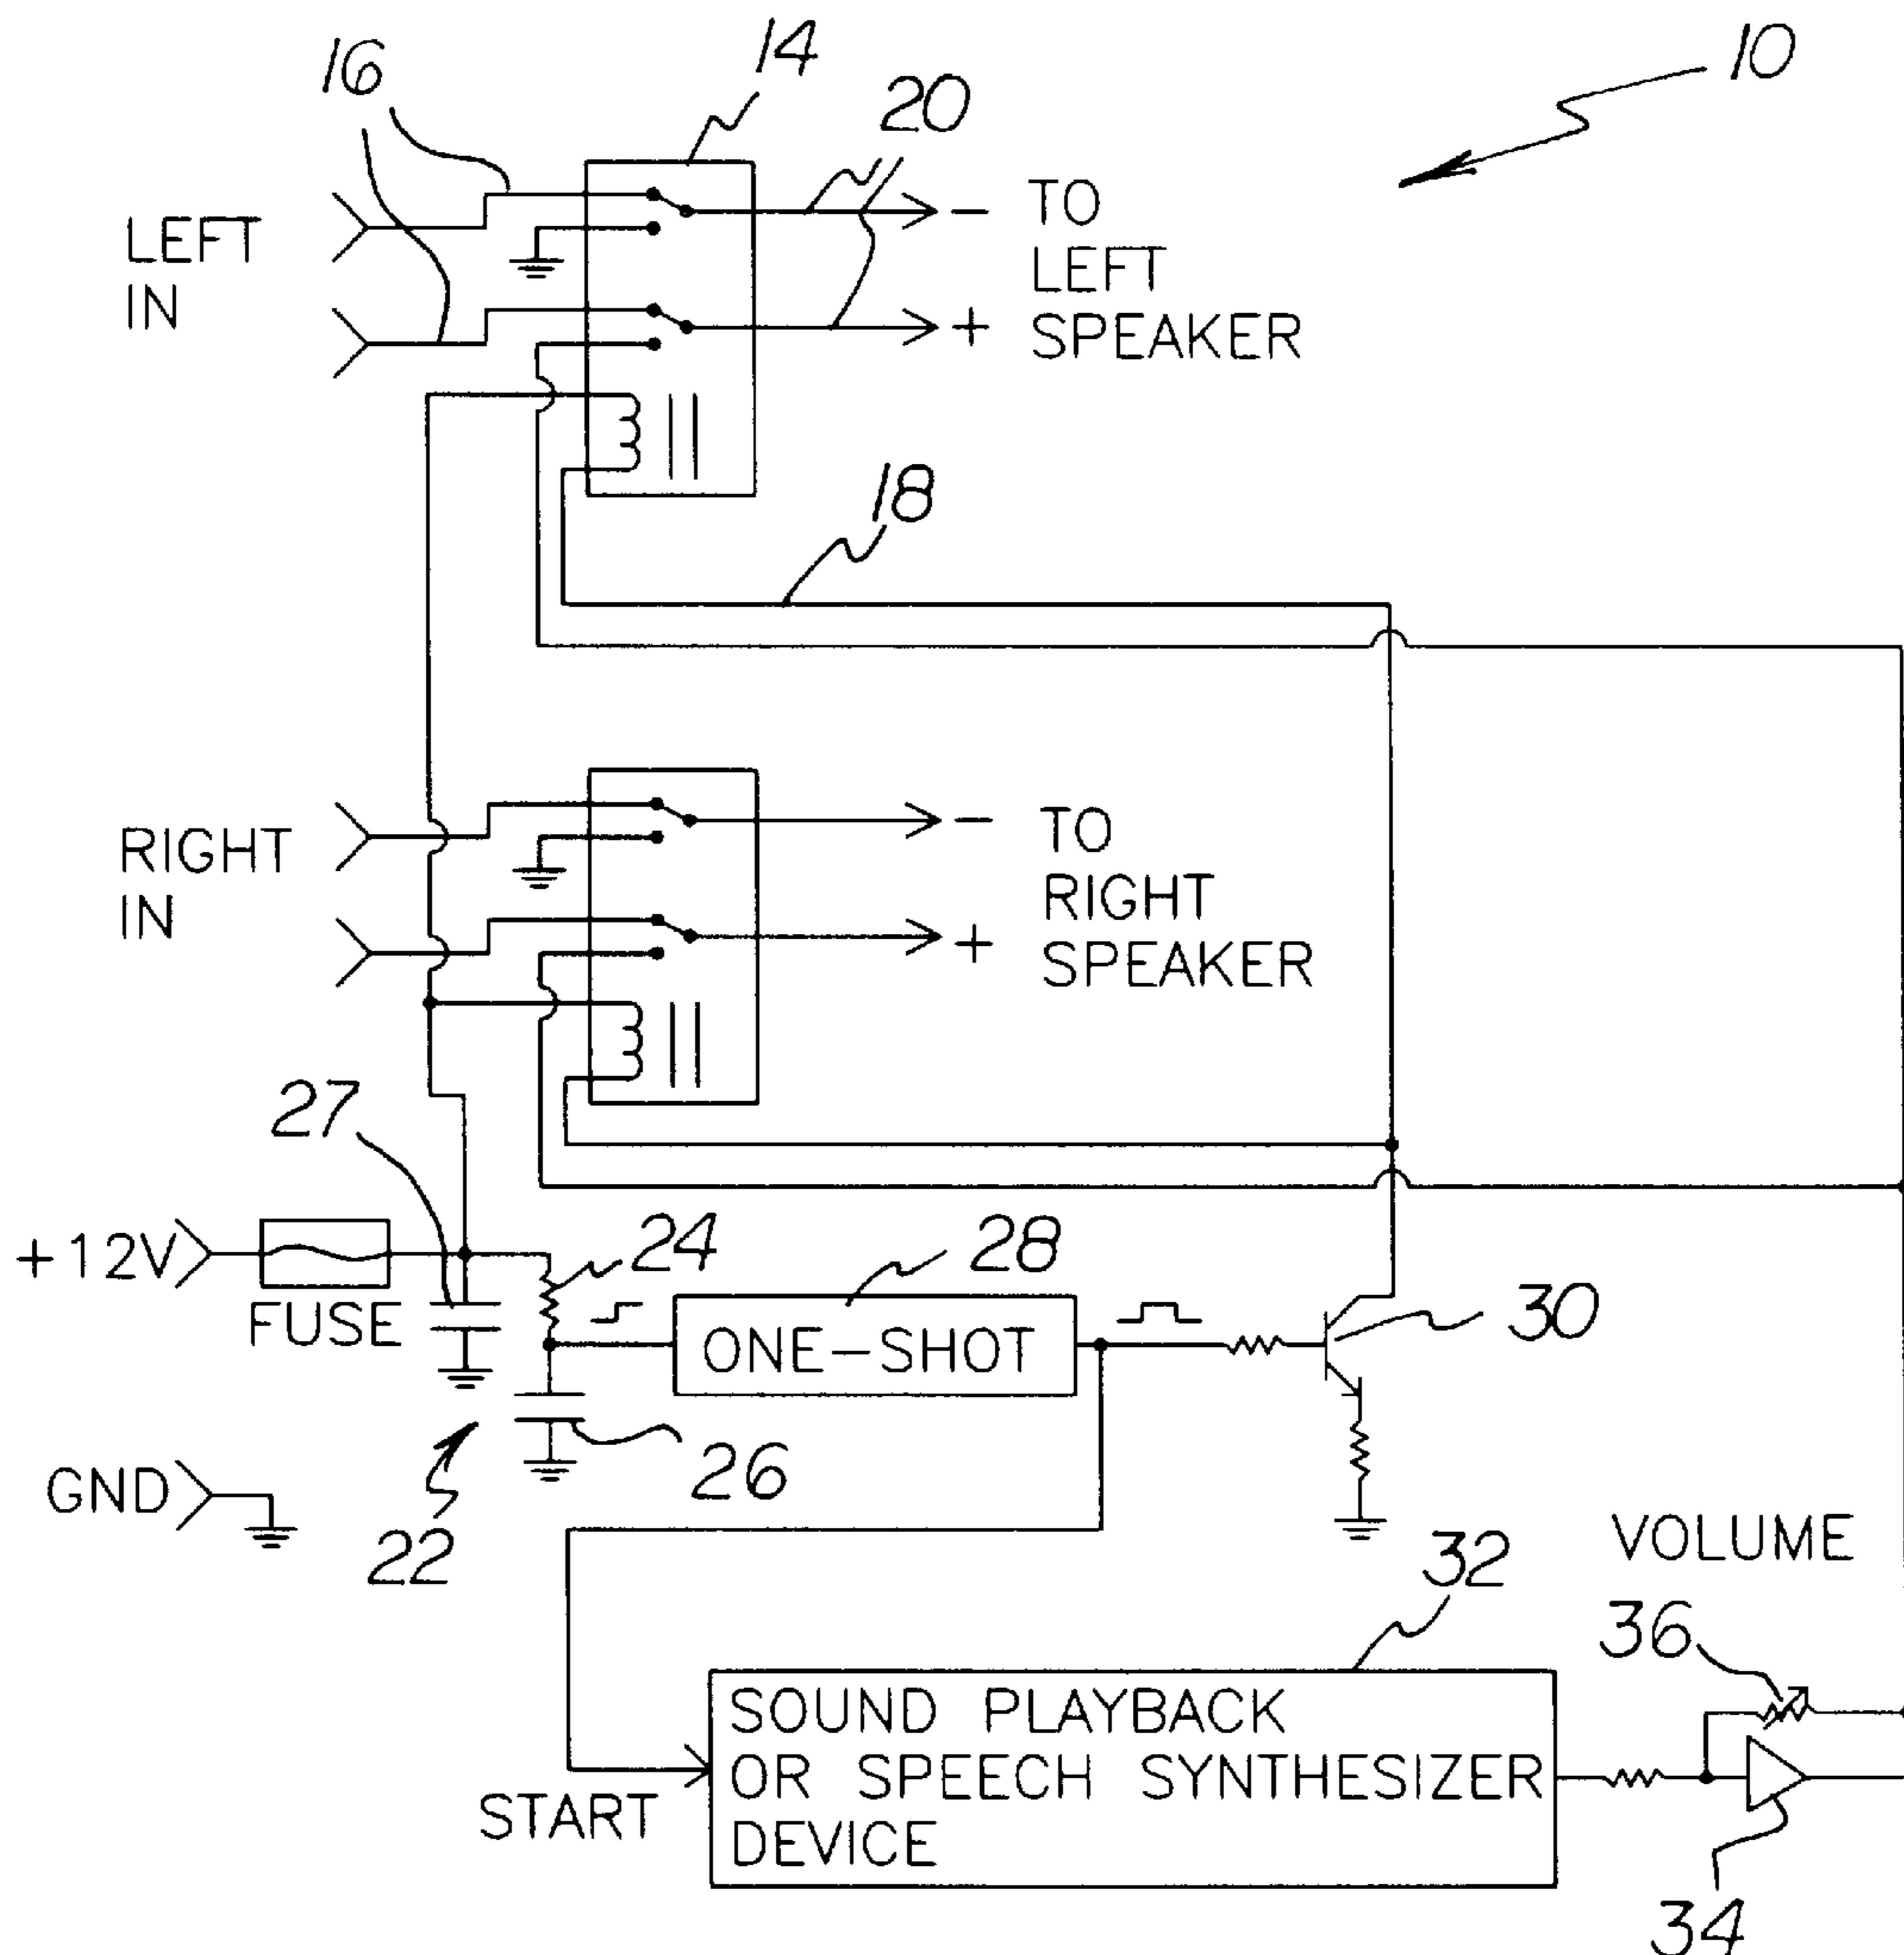 10
14
16
20
LEFT
IN
- TO
LEFT
+ SPEAKER
18
RIGHT
IN
- TO
RIGHT
+ SPEAKER
27
+12V
FUSE
24
28
ONE-SHOT
30
26
GND
22
32
VOLUME
36
START
SOUND PLAYBACK
OR SPEECH SYNTHESIZER
DEVICE
34